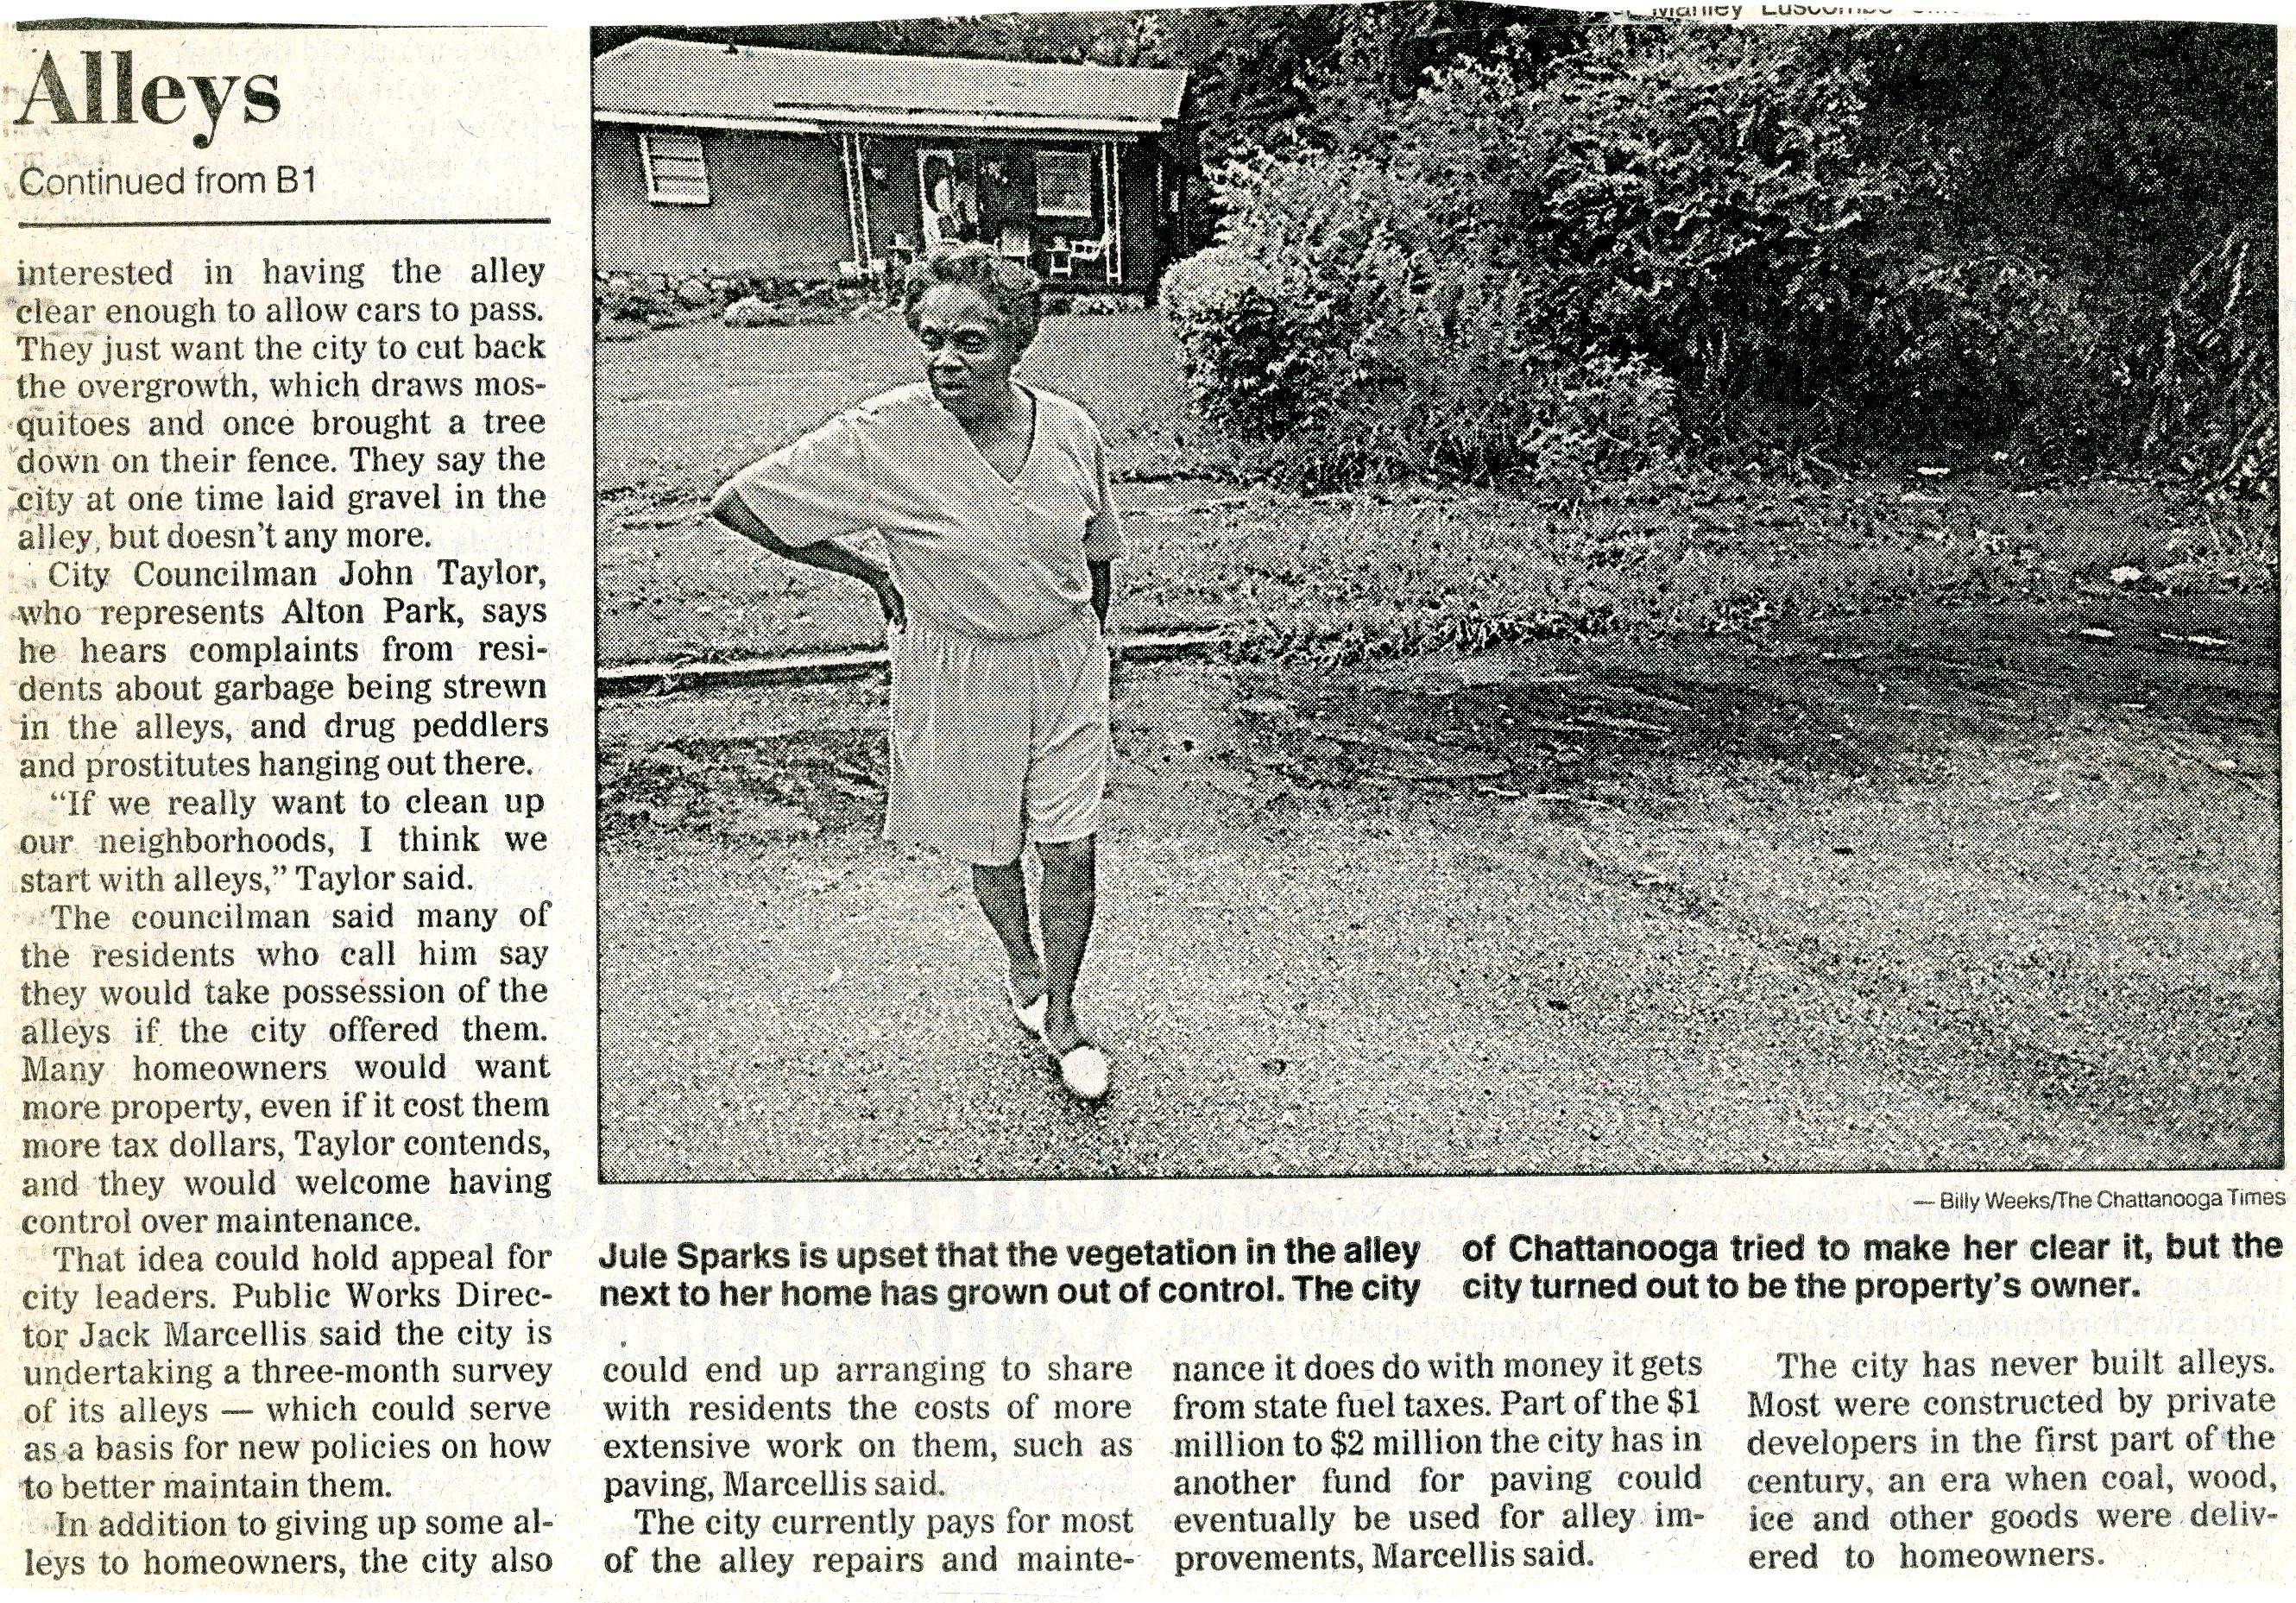 Manley Luscombe
Alleys
Continued from B1
interested in having the alley
clear enough to allow cars to pass.
They just want the city to cut back
the overgrowth, which draws mos-
quitoes and once brought a tree
down on their fence. They say the
city at one time laid gravel in the
alley, but doesn't any more.
City Councilman John Taylor,
who represents Alton Park, says
he hears complaints from resi-
dents about garbage being strewn
in the alleys, and drug peddlers
and prostitutes hanging out there.
"If we really want to clean up
our neighborhoods, I think we
start with alleys," Taylor said.
The councilman said many of
the residents who call him say
they would take possession of the
alleys if the city offered them.
Many homeowners would want
more property, even if it cost them
more tax dollars, Taylor contends,
and they would welcome having
control over maintenance.
That idea could hold appeal for
city leaders. Public Works Direc-
tor Jack Marcellis said the city is
undertaking a three-month survey
of its alleys — which could serve
as a basis for new policies on how
to better maintain them.
In addition to giving up some al-
leys to homeowners, the city also
— Billy Weeks/The Chattanooga Times
Jule Sparks is upset that the vegetation in the alley
next to her home has grown out of control. The city
of Chattanooga tried to make her clear it, but the
city turned out to be the property's owner.
could end up arranging to share
with residents the costs of more
extensive work on them, such as
paving, Marcellis said.
The city currently pays for most
of the alley repairs and mainte-
nance it does do with money it gets
from state fuel taxes. Part of the $1
million to $2 million the city has in
another fund for paving could
eventually be used for alley im-
provements, Marcellis said.
The city has never built alleys.
Most were constructed by private
developers in the first part of the
century, an era when coal, wood,
ice and other goods were deliv-
ered to homeowners.